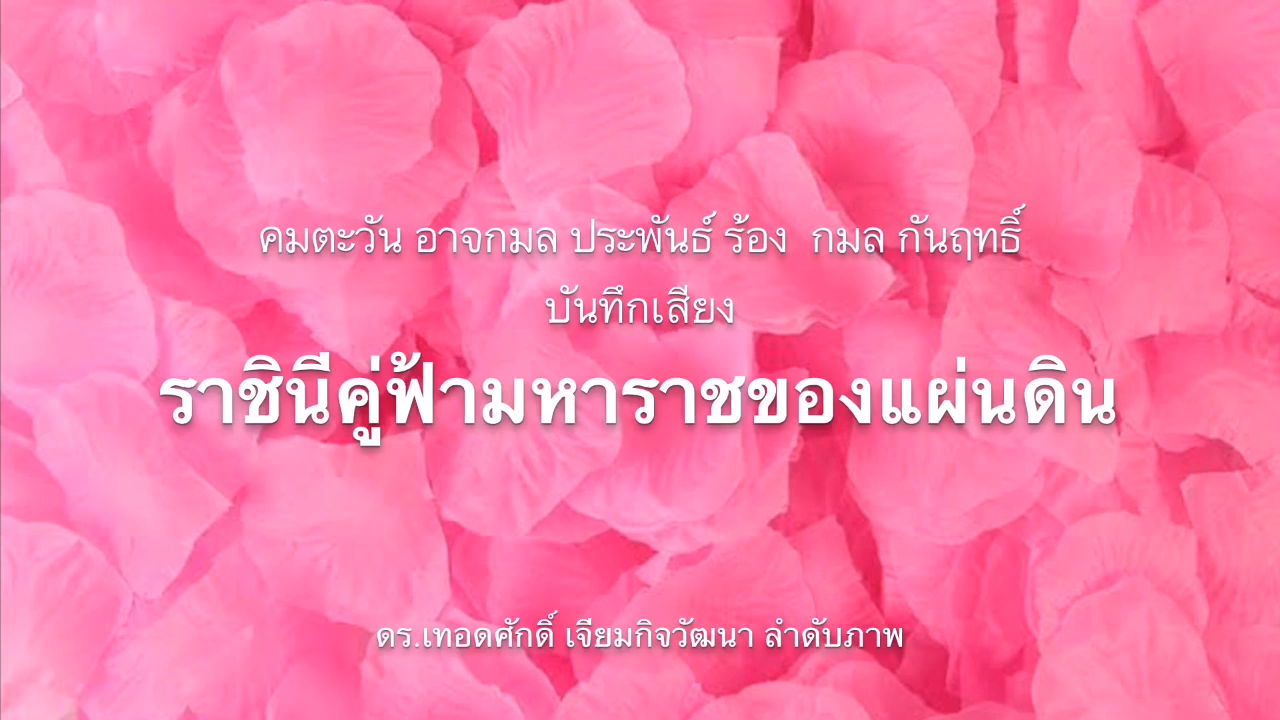 คมตะวัน อาจกมล ประพันธ์ ร้อง กมล กันฤทธิ์
บันทึกเสียง
ราชินีคู่ฟ้ามหาราชของแผ่นดิน
ดร.เทอดศักดิ์ เจียมกิจวัฒนา ลำดับภาพ